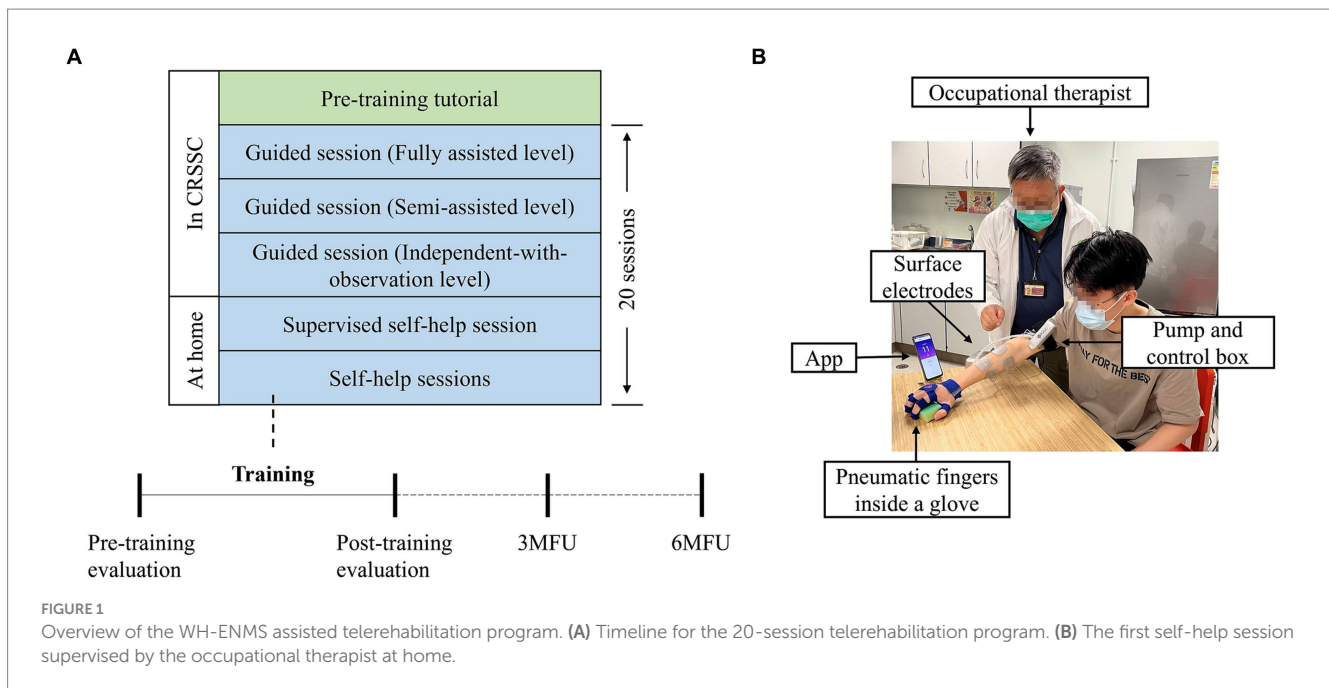 A
In CRSSC
At home
Pre-training tutorial
Guided session (Fully assisted level)
Guided session (Semi-assisted level)
Guided session (Independent-with-
observation level)
Supervised self-help session
Self-help sessions
20 sessions
Training
Pre-training
evaluation
Post-training
evaluation
3MFU
6MFU
B
Occupational therapist
Surface
electrodes
App
Pump and
control box
Pneumatic fingers
inside a glove
AY FOR THE BEST
FIGURE 1
Overview of the WH-ENMS assisted telerehabilitation program. (A) Timeline for the 20-session telerehabilitation program. (B) The first self-help session
supervised by the occupational therapist at home.